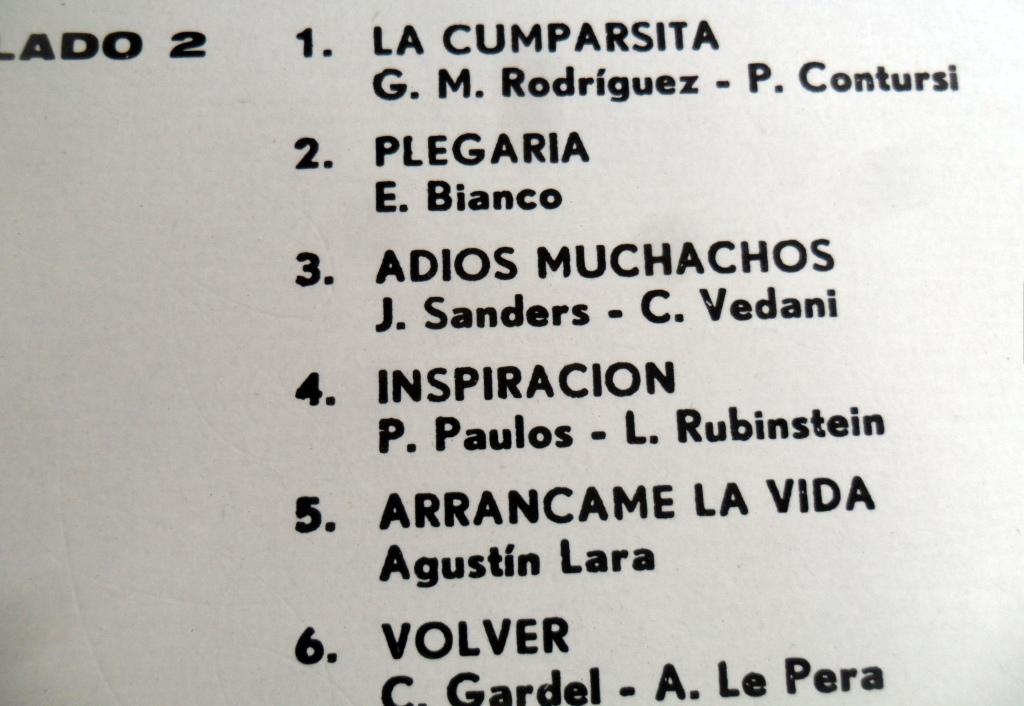 LADO 2
1. LA CUMPARSITA
G. M. Rodríguez - P. Contursi
2. PLEGARIA
E. Bianco
3. ADIOS MUCHACHOS
J. Sanders - C. Vedani
4. INSPIRACION
P. Paulos - L. Rubinstein
5. ARRANCAME LA VIDA
Agustín Lara
6. VOLVER
C. Gardel - A. Le Pera